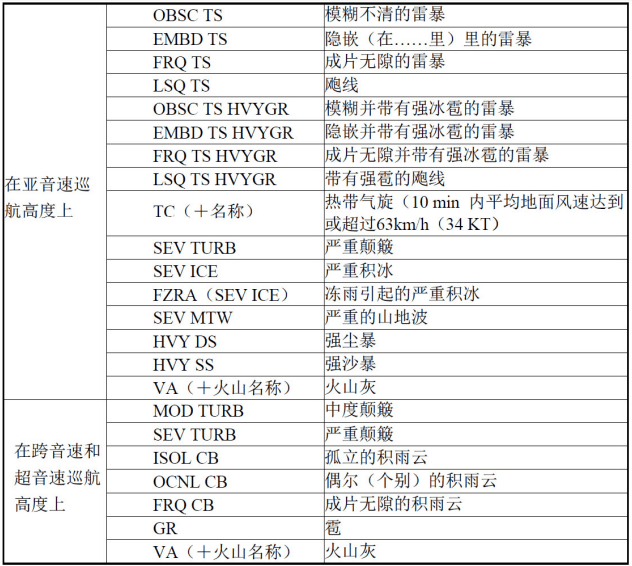 OBSC TS 模糊不清的雷暴
EMBD TS 隐嵌（在……里）里的雷暴
FRQ TS 成片无隙的雷暴
LSQ TS 飑线
OBSC TS HVYGR 模糊并带有强冰雹的雷暴
EMBD TS HVYGR 隐嵌并带有强冰雹的雷暴
FRQ TS HVYGR 成片无隙并带有强冰雹的雷暴
在亚音速巡
航高度上
LSQ TS HVYGR 带有强雹的飑线
TC（＋名称） 热带气旋（10 min 内平均地面风速达到
或超过63km/h（34 KT）
SEV TURB 严重颠簸
SEV ICE 严重积冰
FZRA（SEV ICE） 冻雨引起的严重积冰
SEV MTW 严重的山地波
HVY DS 强尘暴
HVY SS 强沙暴
VA（＋火山名称） 火山灰
MOD TURB 中度颠簸
在跨音速和
超音速巡航
高度上
SEV TURB 严重颠簸
ISOL CB 孤立的积雨云
OCNL CB 偶尔（个别）的积雨云
FRQ CB 成片无隙的积雨云
GR 雹
VA（＋火山名称） 火山灰